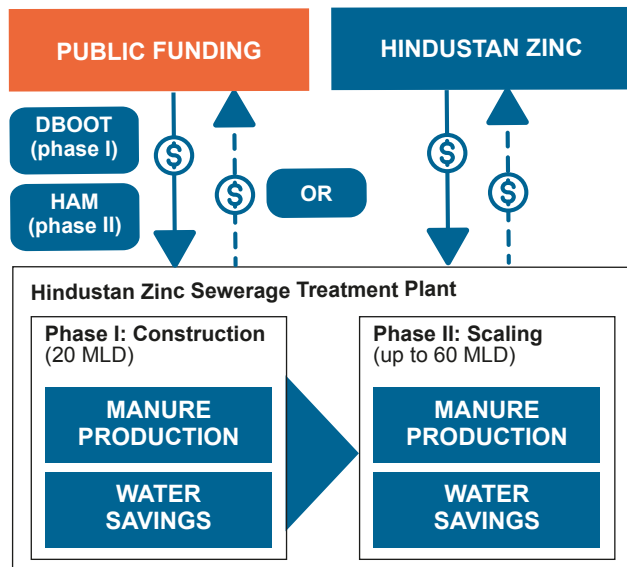 PUBLIC FUNDING
HINDUSTAN ZINC
DBOOT
(phase I)
$
$
HAM
(phase II)
$
OR
$
Hindustan Zinc Sewerage Treatment Plant
Phase I: Construction
(20 MLD)
MANURE
PRODUCTION
WATER
SAVINGS
Phase II: Scaling
(up to 60 MLD)
MANURE
PRODUCTION
WATER
SAVINGS